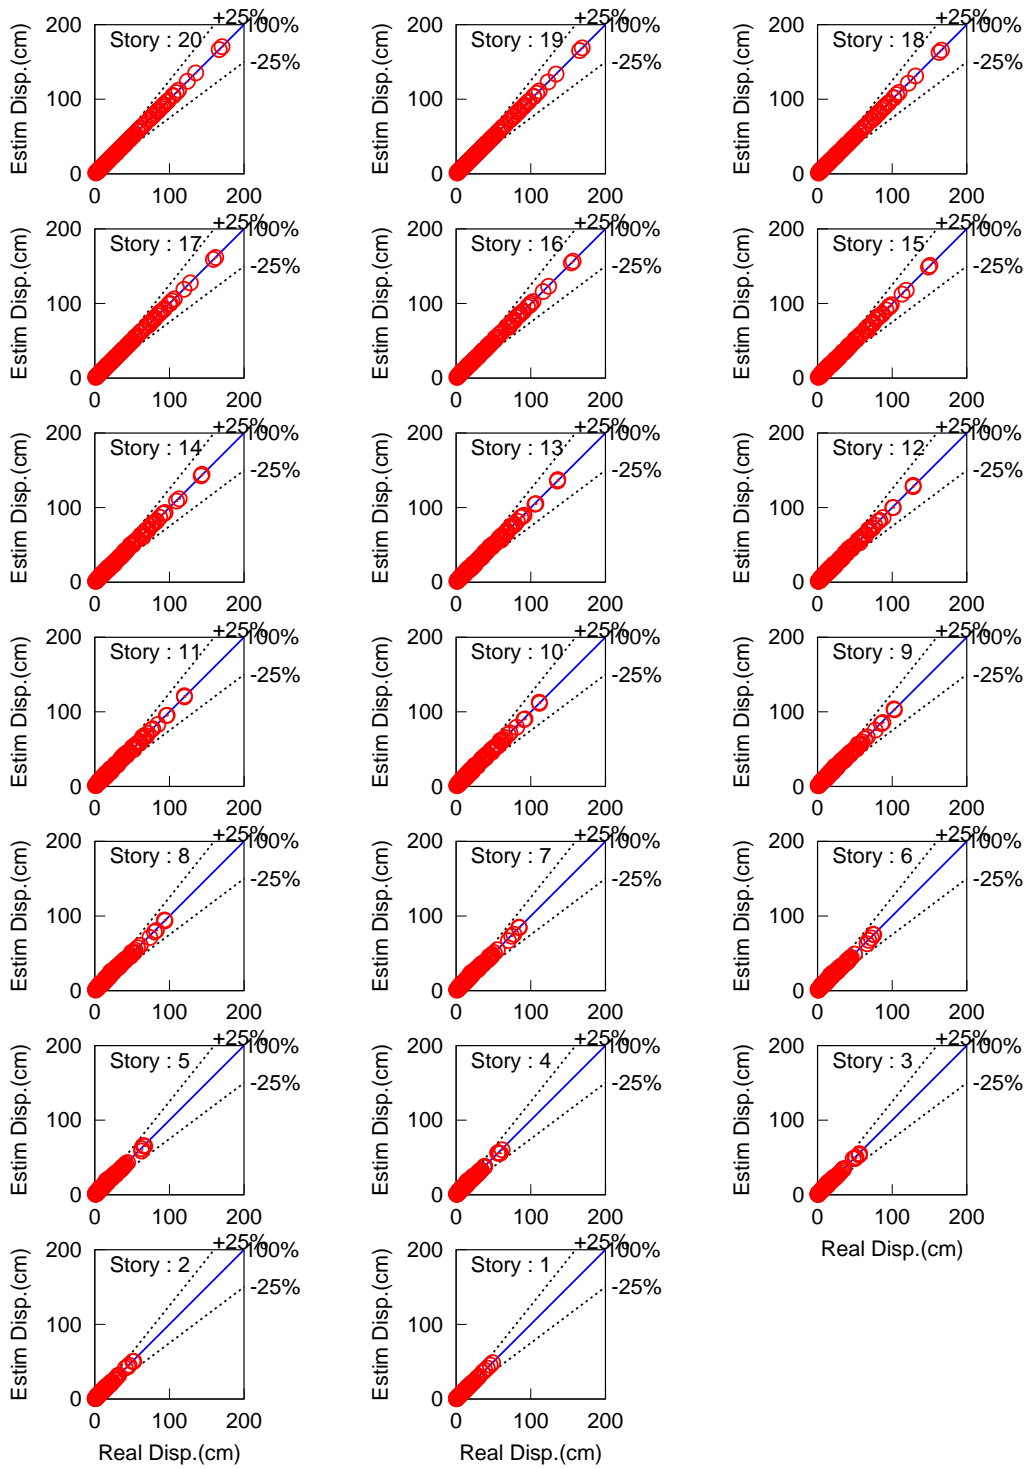 Estim Disp.(cm)
200
100
0
0 100 200
Story : 20
+25%
100%
-25%
Estim Disp.(cm)
200
100
0
0 100 200
Story : 19
+25%
100%
-25%
Estim Disp.(cm)
200
100
0
0 100 200
Story : 18
+25%
100%
-25%
Estim Disp.(cm)
200
100
0
0 100 200
Story : 17
+25%
100%
-25%
Estim Disp.(cm)
200
100
0
0 100 200
Story : 16
+25%
100%
-25%
Estim Disp.(cm)
200
100
0
0 100 200
Story : 15
+25%
100%
-25%
Estim Disp.(cm)
200
100
0
0 100 200
Story : 14
+25%
100%
-25%
Estim Disp.(cm)
200
100
0
0 100 200
Story : 13
+25%
100%
-25%
Estim Disp.(cm)
200
100
0
0 100 200
Story : 12
+25%
100%
-25%
Estim Disp.(cm)
200
100
0
0 100 200
Story : 11
+25%
100%
-25%
Estim Disp.(cm)
200
100
0
0 100 200
Story : 10
+25%
100%
-25%
Estim Disp.(cm)
200
100
0
0 100 200
Story : 9
+25%
100%
-25%
Estim Disp.(cm)
200
100
0
0 100 200
Story : 8
+25%
100%
-25%
Estim Disp.(cm)
200
100
0
0 100 200
Story : 7
+25%
100%
-25%
Estim Disp.(cm)
200
100
0
0 100 200
Story : 6
+25%
100%
-25%
Estim Disp.(cm)
200
100
0
0 100 200
Story : 5
+25%
100%
-25%
Estim Disp.(cm)
200
100
0
0 100 200
Story : 4
+25%
100%
-25%
Estim Disp.(cm)
200
100
0
0 100 200
Real Disp.(cm)
Story : 3
+25%
100%
-25%
Estim Disp.(cm)
200
100
0
0 100 200
Real Disp.(cm)
Story : 2
+25%
100%
-25%
Estim Disp.(cm)
200
100
0
0 100 200
Real Disp.(cm)
Story : 1
+25%
100%
-25%